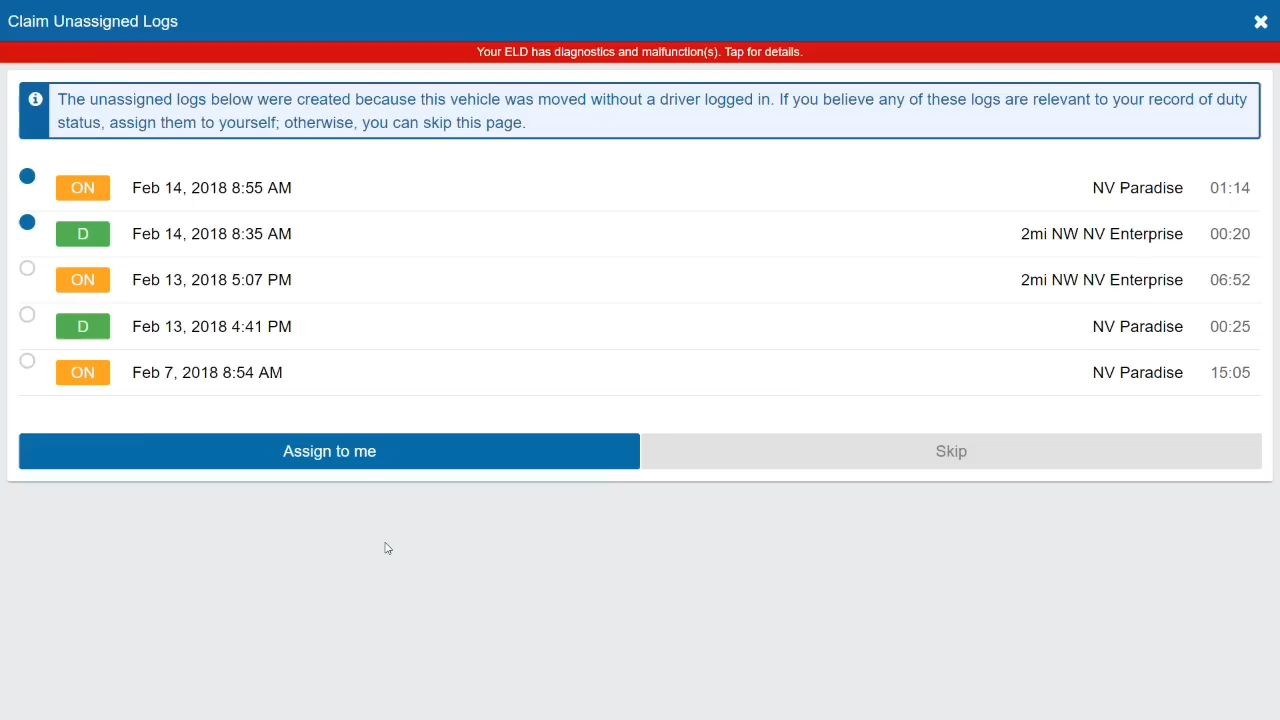 Claim Unassigned Logs
Your ELD has diagnostics and malfunction(s). Tap for details.
The unassigned logs below were created because this vehicle was moved without a driver logged in. If you believe any of these logs are relevant to your record of duty
status, assign them to yourself; otherwise, you can skip this page.
ON Feb 14, 2018 8:55 AM NV Paradise 01:14
D Feb 14, 2018 8:35 AM 2mi NW NV Enterprise 00:20
ON Feb 13, 2018 5:07 PM 2mi NW NV Enterprise 06:52
D Feb 13, 2018 4:41 PM NV Paradise 00:25
ON Feb 7, 2018 8:54 AM NV Paradise 15:05
Assign to me Skip